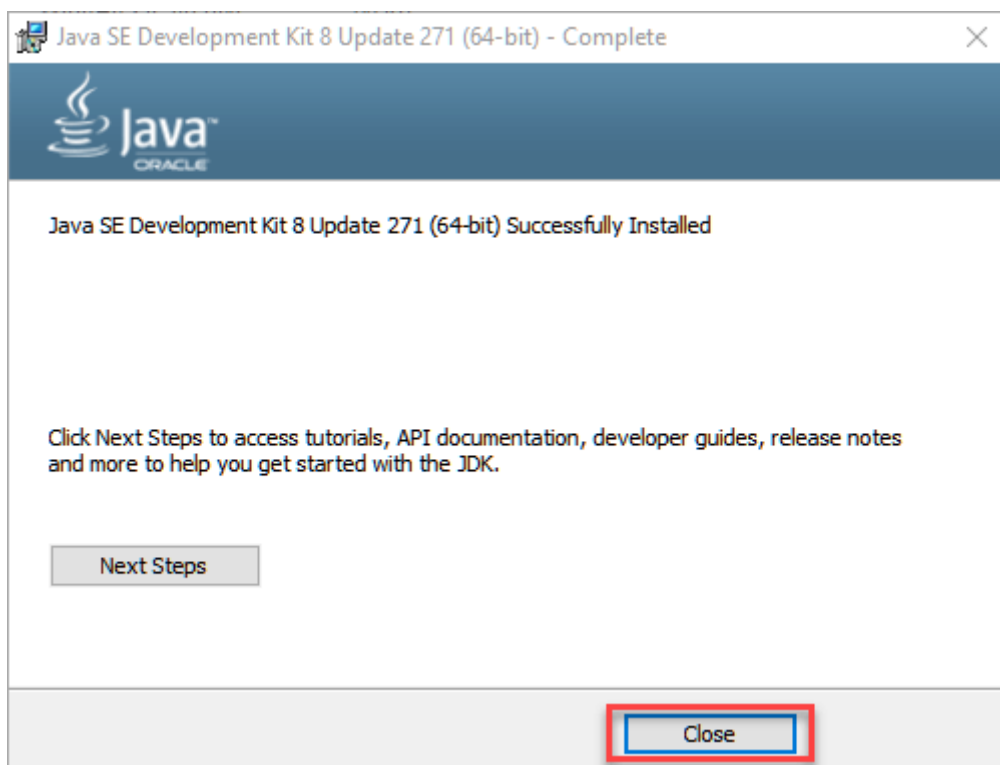 Java SE Development Kit 8 Update 271 (64-bit) - Complete
Java™
ORACLE
Java SE Development Kit 8 Update 271 (64-bit) Successfully Installed
Click Next Steps to access tutorials, API documentation, developer guides, release notes
and more to help you get started with the JDK.
Next Steps
Close